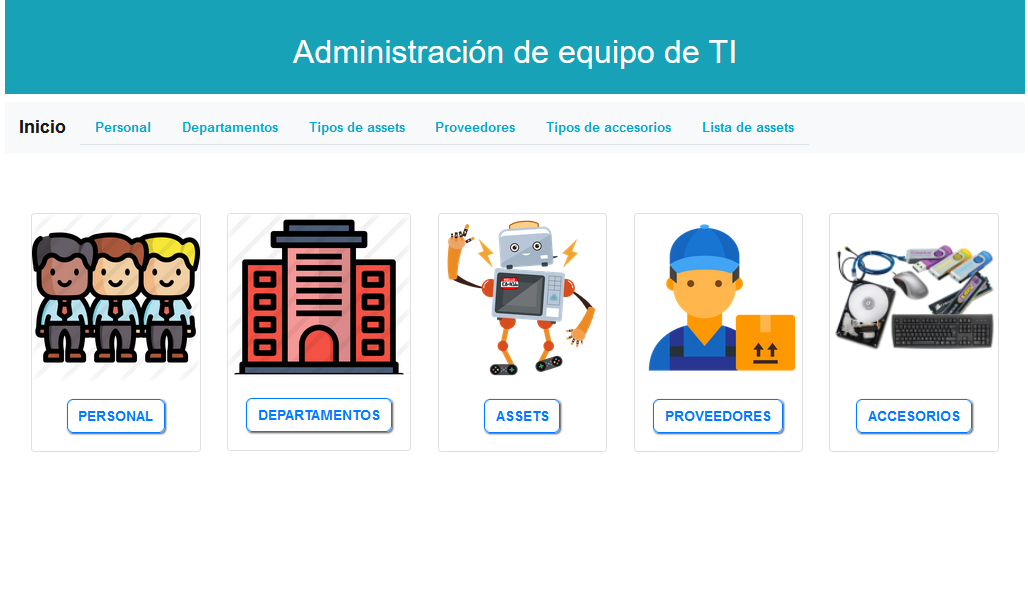 Administración de equipo de TI
Inicio Personal Departamentos Tipos de assets Proveedores Tipos de accesorios Lista de assets
PERSONAL DEPARTAMENTOS ASSETS PROVEEDORES ACCESORIOS